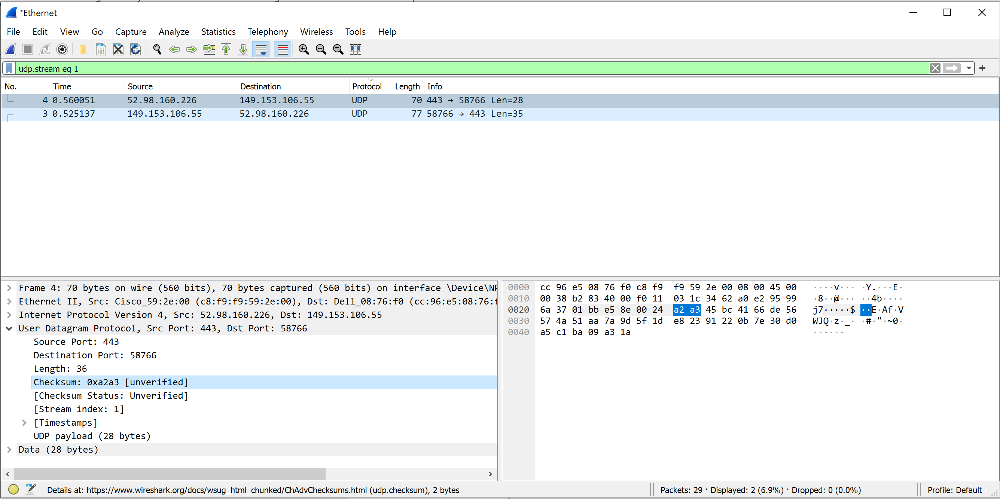 *Ethernet
File Edit View Go Capture Analyze Statistics Telephony Wireless Tools Help
udp.stream eq 1
No. Time Source Destination Protocol Length Info
4 0.560051 52.98.160.226 149.153.106.55 UDP 70 443 → 58766 Len=28
3 0.525137 149.153.106.55 52.98.160.226 UDP 77 58766 → 443 Len=35
Frame 4: 70 bytes on wire (560 bits), 70 bytes captured (560 bits) on interface \Device\NP
Ethernet II, Src: Cisco_59:2e:00 (c8:f9:f9:59:2e:00), Dst: Dell_08:76:f0 (cc:96:e5:08:76:f
Internet Protocol Version 4, Src: 52.98.160.226, Dst: 149.153.106.55
User Datagram Protocol, Src Port: 443, Dst Port: 58766
Source Port: 443
Destination Port: 58766
Length: 36
Checksum: 0xa2a3 [unverified]
[Checksum Status: Unverified]
[Stream index: 1]
[Timestamps]
UDP payload (28 bytes)
Data (28 bytes)
0000 cc 96 e5 08 76 f0 c8 f9 f9 59 2e 00 08 00 45 00 ····v··· ·Y.···E·
0010 00 38 b2 83 40 00 f0 11 03 1c 34 62 a0 e2 95 99 ·8··@··· ··4b····
0020 6a 37 01 bb e5 8e 00 24 a2 a3 45 bc 41 66 de 56 j7·····$ ··E·Af·V
0030 57 4a 51 aa 7a 9d 5f 1d e8 23 91 22 0b 7e 30 d0 WJQ·z·_· ·#·"·~0·
0040 a5 c1 ba 09 a3 1a ······
Details at: https://www.wireshark.org/docs/wsug_html_chunked/ChAdvChecksums.html (udp.checksum), 2 bytes
Packets: 29 · Displayed: 2 (6.9%) · Dropped: 0 (0.0%)
Profile: Default